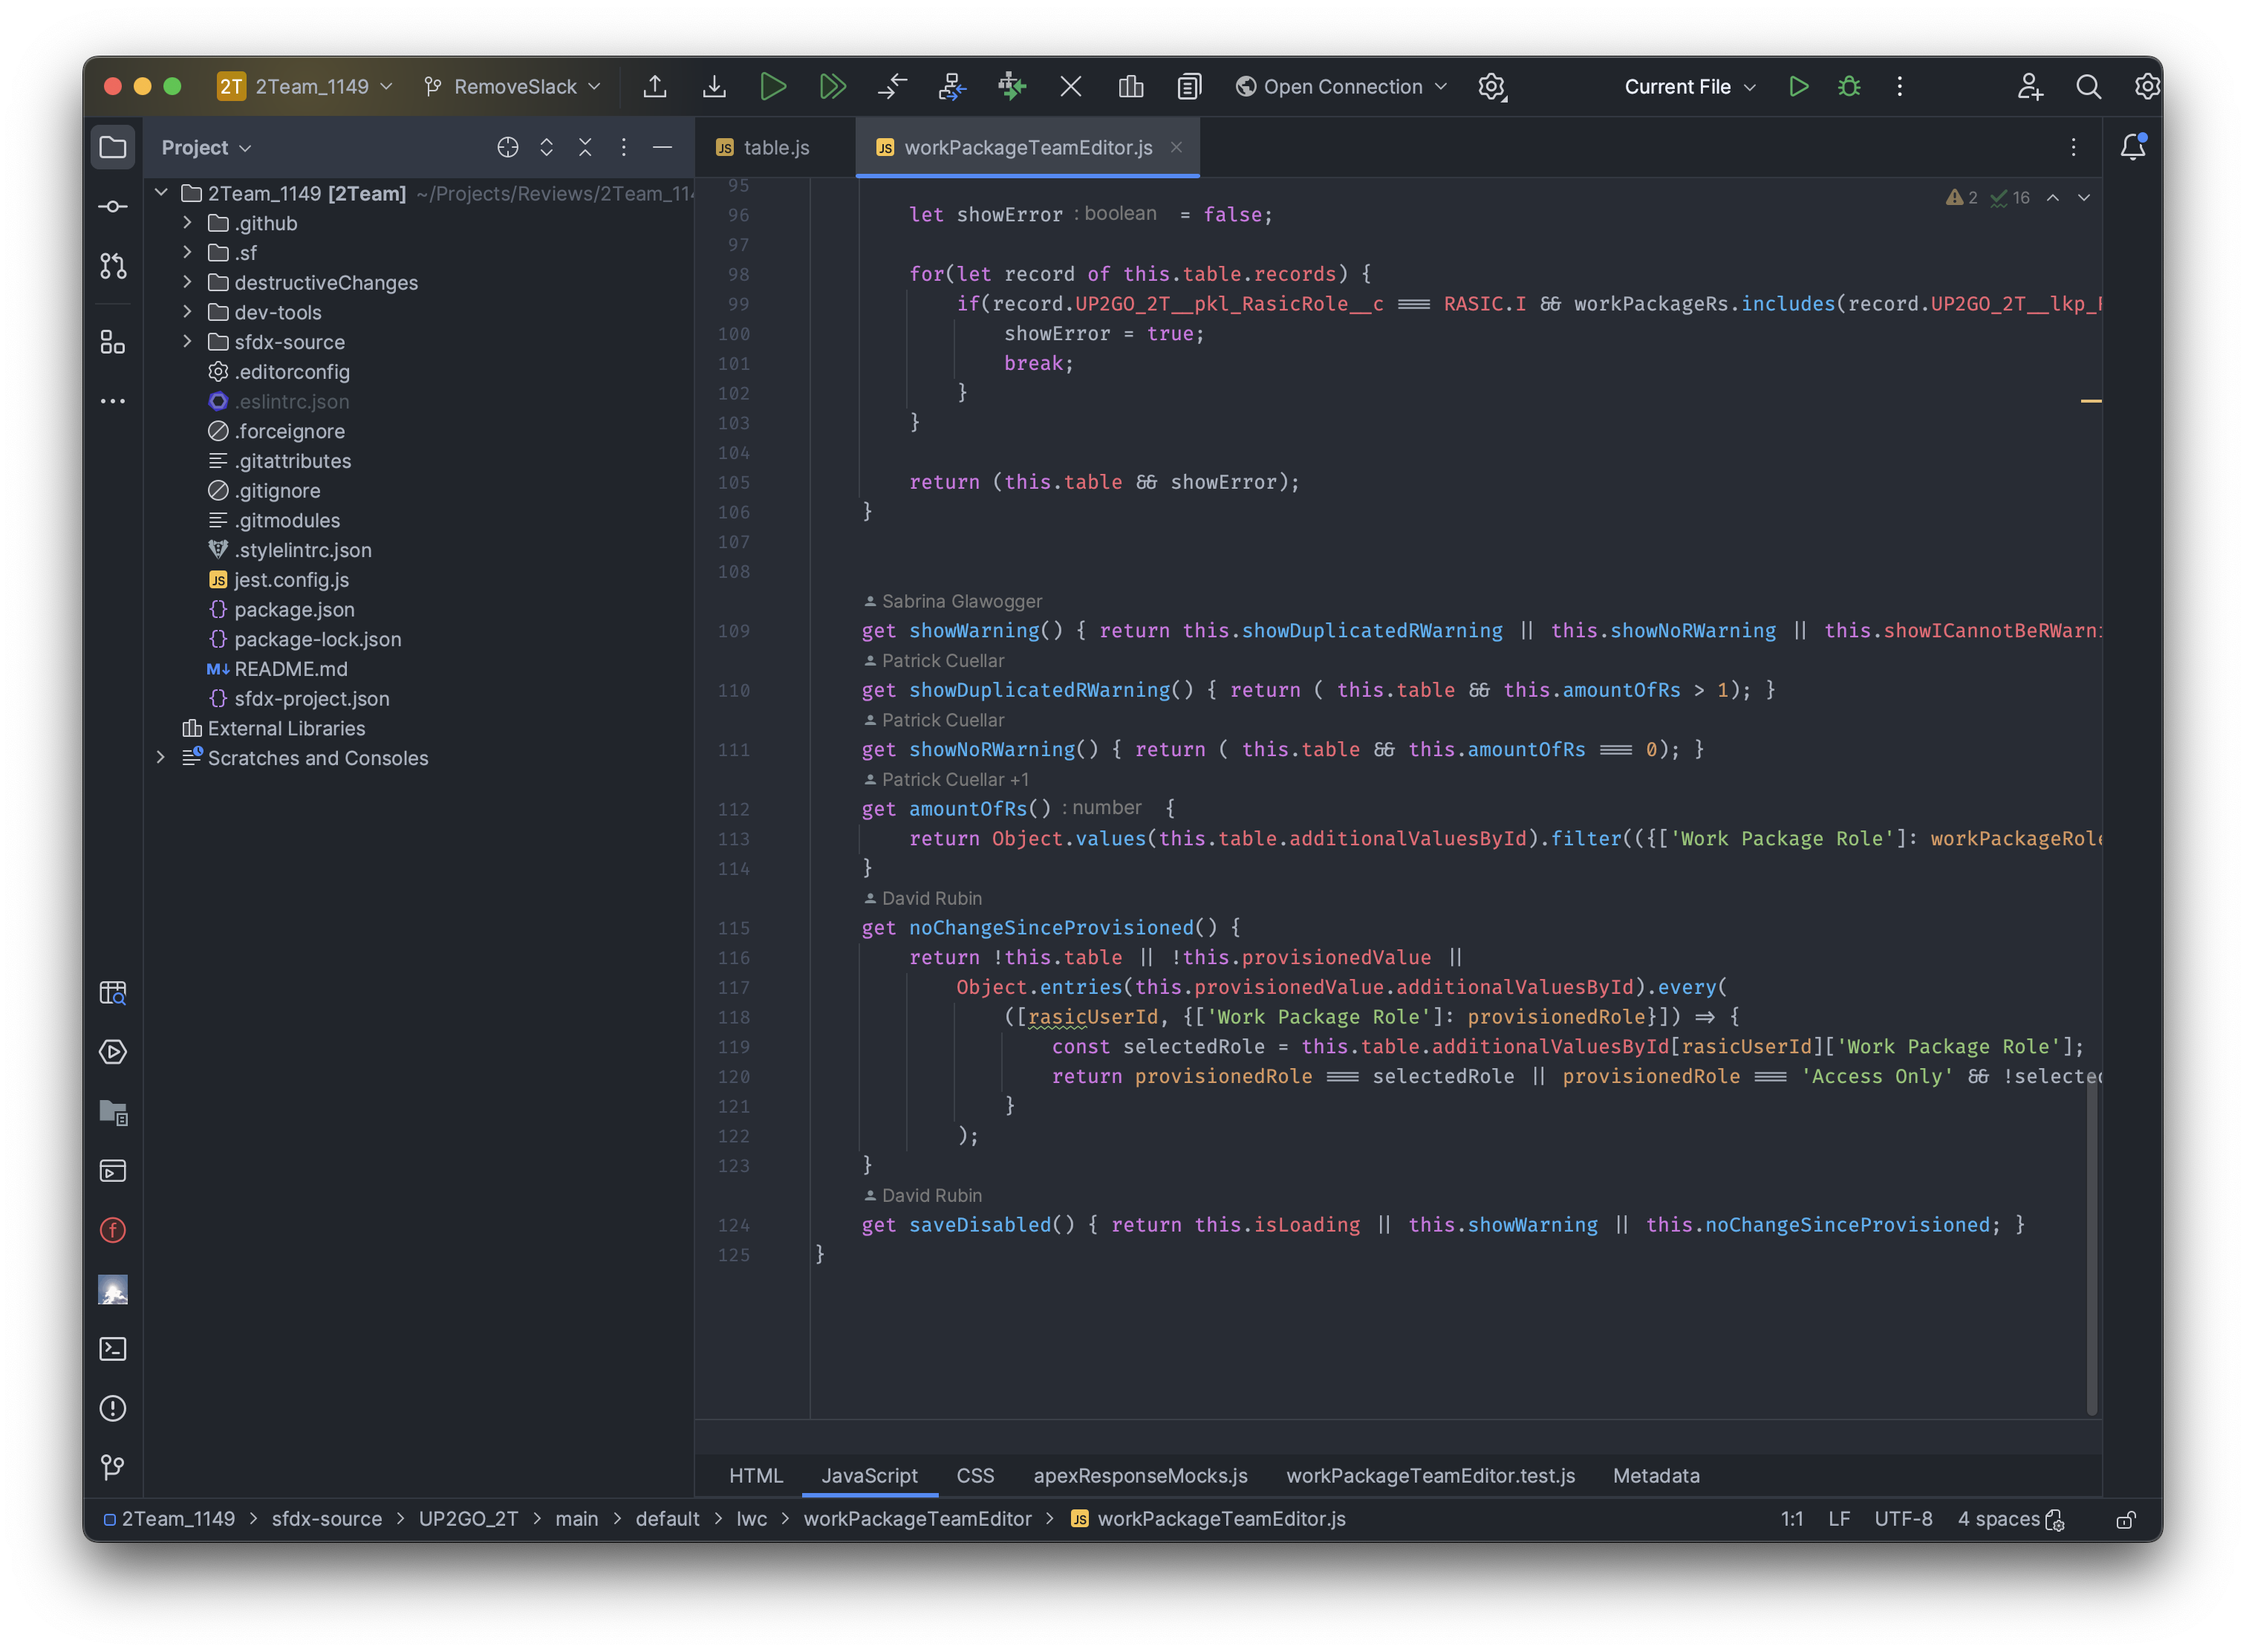 2T 2Team_1149 RemoveSlack Open Connection Current File
Project
2Team_1149 [2Team] ~/Projects/Reviews/2Team_114
.github
.sf
destructiveChanges
dev-tools
sfdx-source
.editorconfig
.eslintrc.json
.forceignore
.gitattributes
.gitignore
.gitmodules
.stylelintrc.json
JS jest.config.js
package.json
package-lock.json
README.md
sfdx-project.json
External Libraries
Scratches and Consoles
JS table.js JS workPackageTeamEditor.js
2 16
95
96 let showError : boolean = false;
97
98 for(let record of this.table.records) {
99 if(record.UP2GO_2T__pkl_RasicRole__c === RASIC.I && workPackageRs.includes(record.UP2GO_2T__lkp_
100 showError = true;
101 break;
102 }
103 }
104
105 return (this.table && showError);
106 }
107
108
Sabrina Glawogger
109 get showWarning() { return this.showDuplicatedRWarning || this.showNoRWarning || this.showICannotBeRWarni
Patrick Cuellar
110 get showDuplicatedRWarning() { return ( this.table && this.amountOfRs > 1); }
Patrick Cuellar
111 get showNoRWarning() { return ( this.table && this.amountOfRs === 0); }
Patrick Cuellar +1
112 get amountOfRs() : number {
113 return Object.values(this.table.additionalValuesById).filter(({['Work Package Role']: workPackageRole
114 }
David Rubin
115 get noChangeSinceProvisioned() {
116 return !this.table || !this.provisionedValue ||
117 Object.entries(this.provisionedValue.additionalValuesById).every(
118 ([rasicUserId, {['Work Package Role']: provisionedRole}]) => {
119 const selectedRole = this.table.additionalValuesById[rasicUserId]['Work Package Role'];
120 return provisionedRole === selectedRole || provisionedRole === 'Access Only' && !selected
121 }
122 );
123 }
David Rubin
124 get saveDisabled() { return this.isLoading || this.showWarning || this.noChangeSinceProvisioned; }
125 }
HTML JavaScript CSS apexResponseMocks.js workPackageTeamEditor.test.js Metadata
2Team_1149 > sfdx-source > UP2GO_2T > main > default > lwc > workPackageTeamEditor > JS workPackageTeamEditor.js 1:1 LF UTF-8 4 spaces